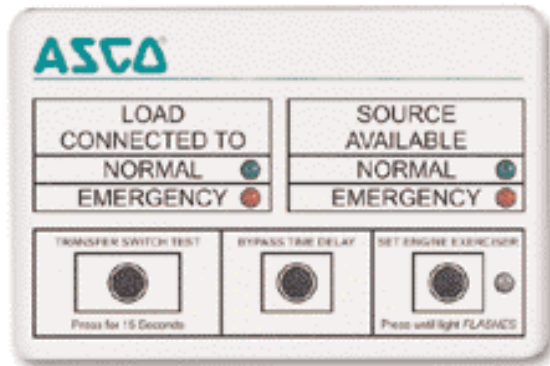 ASCO
LOAD
CONNECTED TO
NORMAL
EMERGENCY
SOURCE
AVAILABLE
NORMAL
EMERGENCY
TRANSFER SWITCH TEST
Press for 15 Seconds
BYPASS TIME DELAY
SET ENGINE EXERCISER
Press until light FLASHES